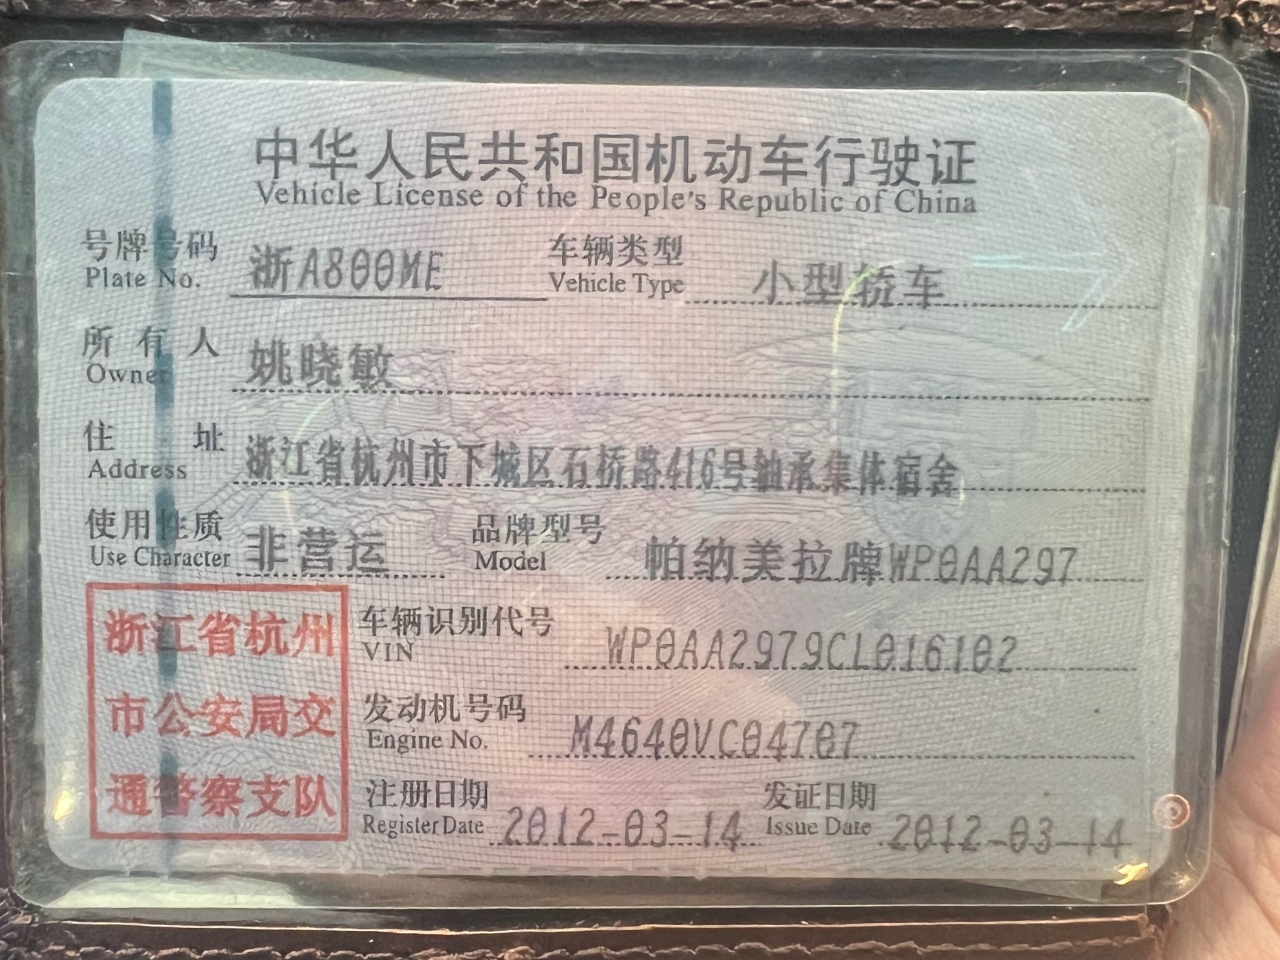 中华人民共和国机动车行驶证
Vehicle License of the People's Republic of China
号牌号码 浙A800ME 车辆类型 小型轿车
Plate No. Vehicle Type
所有人 姚晓敏
Owner
住址 浙江省杭州市下城区石桥路416号轴承集体宿舍
Address
使用性质 非营运 品牌型号 帕纳美拉牌WP0AA297
Use Character Model
浙江省杭州
市公安局交
通警察支队
车辆识别代号 WP0AA2979CL016102
VIN
发动机号码 M4640VC04707
Engine No.
注册日期 2012-03-14 发证日期 2012-03-14
Register Date Issue Date